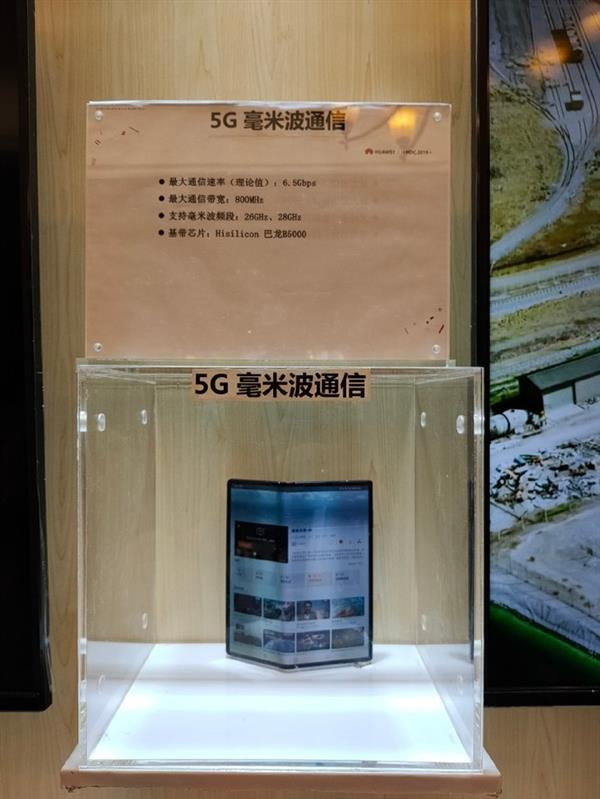 5G 毫米波通信
HUAWEI HDC.2019
● 最大通信速率（理论值）：6.5Gbps
● 最大通信带宽：800MHz
● 支持毫米波频段：26GHz、28GHz
● 基带芯片：Hisilicon 巴龙B5000
5G 毫米波通信